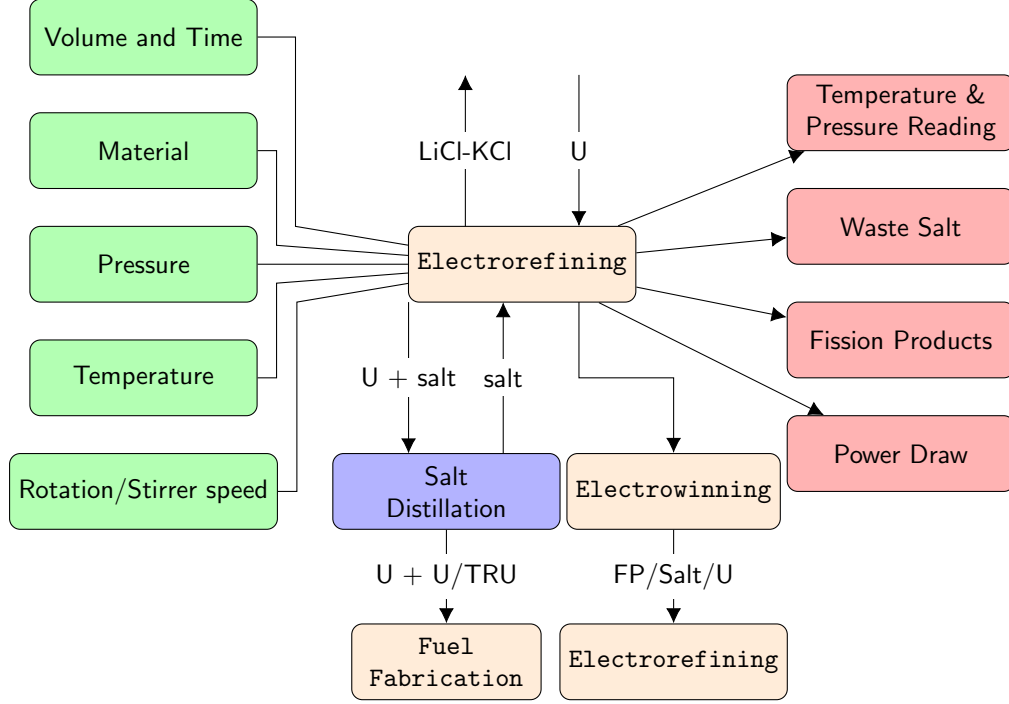 Volume and Time
Material
Pressure
Temperature
Rotation/Stirrer speed
LiCl-KCl
U
Electrorefining
U + salt
salt
Salt
Distillation
Electrowinning
U + U/TRU
FP/Salt/U
Fuel
Fabrication
Electrorefining
Temperature &
Pressure Reading
Waste Salt
Fission Products
Power Draw